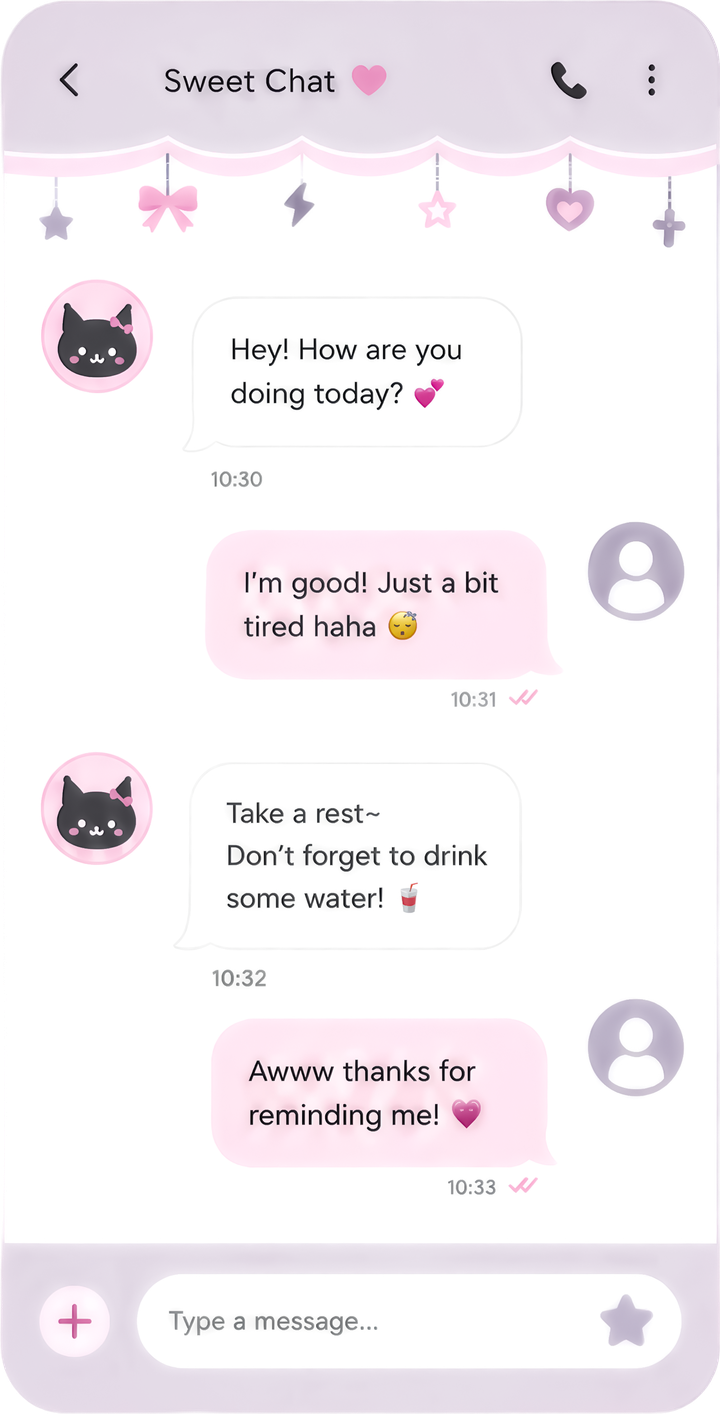 Sweet Chat 🩷
Hey! How are you
doing today? 💕
10:30
I’m good! Just a bit
tired haha 😴
10:31
Take a rest~
Don’t forget to drink
some water! 🥤
10:32
Awww thanks for
reminding me! 💗
10:33
Type a message...